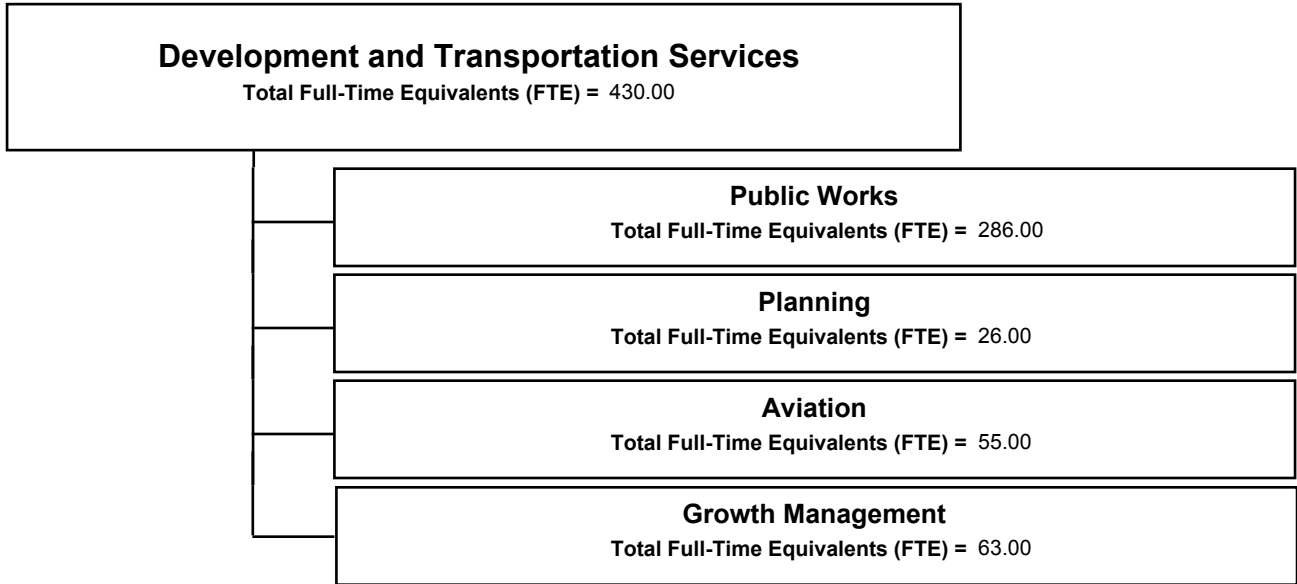 Development and Transportation Services
Total Full-Time Equivalents (FTE) = 430.00
Public Works
Total Full-Time Equivalents (FTE) = 286.00
Planning
Total Full-Time Equivalents (FTE) = 26.00
Aviation
Total Full-Time Equivalents (FTE) = 55.00
Growth Management
Total Full-Time Equivalents (FTE) = 63.00